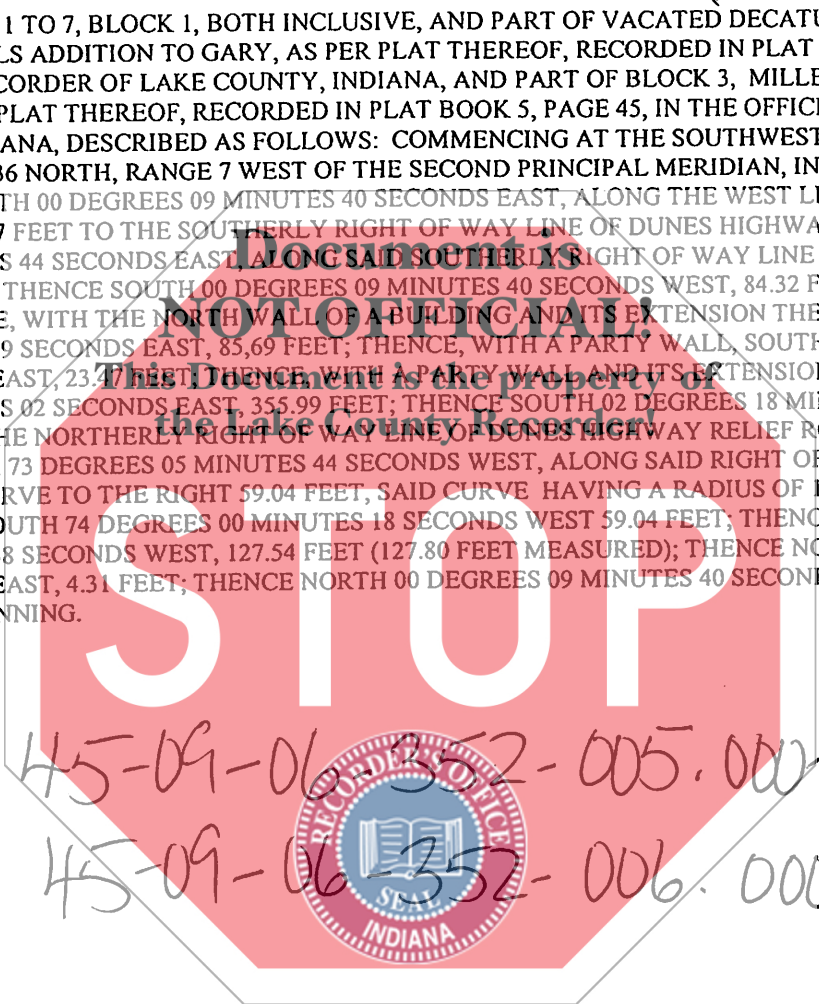 1 TO 7, BLOCK 1, BOTH INCLUSIVE, AND PART OF VACATED DECATU
LS ADDITION TO GARY, AS PER PLAT THEREOF, RECORDED IN PLAT
CORDER OF LAKE COUNTY, INDIANA, AND PART OF BLOCK 3, MILLE
PLAT THEREOF, RECORDED IN PLAT BOOK 5, PAGE 45, IN THE OFFIC
ANA, DESCRIBED AS FOLLOWS: COMMENCING AT THE SOUTHWEST
36 NORTH, RANGE 7 WEST OF THE SECOND PRINCIPAL MERIDIAN, IN
TH 00 DEGREES 09 MINUTES 40 SECONDS EAST, ALONG THE WEST LI
7 FEET TO THE SOUTHERLY RIGHT OF WAY LINE OF DUNES HIGHWA
S 44 SECONDS EAST, ALONG SAID SOUTHERLY RIGHT OF WAY LINE
THENCE SOUTH 00 DEGREES 09 MINUTES 40 SECONDS WEST, 84.32 F
E, WITH THE NORTH WALL OF A BUILDING AND ITS EXTENSION THE
9 SECONDS EAST, 85,69 FEET; THENCE, WITH A PARTY WALL, SOUTH
EAST, 23.47 FEET; THENCE, WITH A PARTY WALL AND ITS EXTENSION
S 02 SECONDS EAST, 355.99 FEET; THENCE SOUTH 02 DEGREES 18 MI
HE NORTHERLY RIGHT OF WAY LINE OF DUNES HIGHWAY RELIEF R
73 DEGREES 05 MINUTES 44 SECONDS WEST, ALONG SAID RIGHT OF
RVE TO THE RIGHT 59.04 FEET, SAID CURVE HAVING A RADIUS OF
OUTH 74 DEGREES 00 MINUTES 18 SECONDS WEST 59.04 FEET; THENC
8 SECONDS WEST, 127.54 FEET (127.80 FEET MEASURED); THENCE NO
EAST, 4.31 FEET; THENCE NORTH 00 DEGREES 09 MINUTES 40 SECON
NNING.
Document is
NOT OFFICIAL!
This Document is the property of
the Lake County Recorder!
STOP
45-09-06-352-005.000
45-09-06-352-006.000
RECORDER'S OFFICE
SEAL
INDIANA